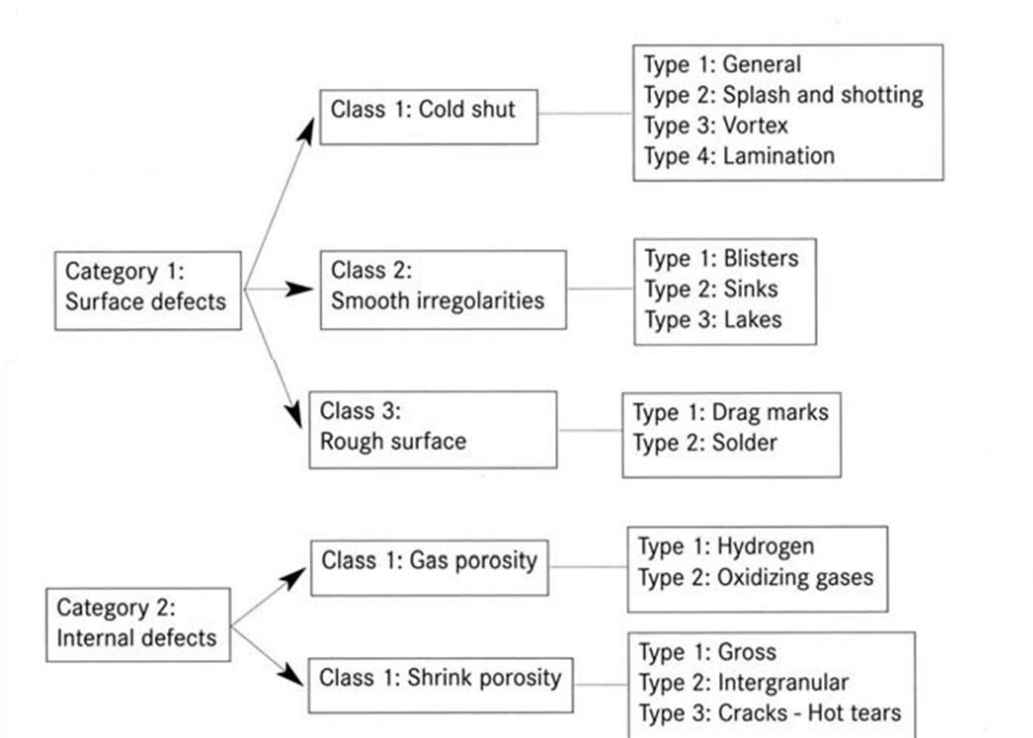 Type 1: General
Type 2: Splash and shotting
Type 3: Vortex
Type 4: Lamination
Class 1: Cold shut
Category 1:
Surface defects
Class 2:
Smooth irregolarities
Type 1: Blisters
Type 2: Sinks
Type 3: Lakes
Class 3:
Rough surface
Type 1: Drag marks
Type 2: Solder
Class 1: Gas porosity
Type 1: Hydrogen
Type 2: Oxidizing gases
Category 2:
Internal defects
Class 1: Shrink porosity
Type 1: Gross
Type 2: Intergranular
Type 3: Cracks - Hot tears